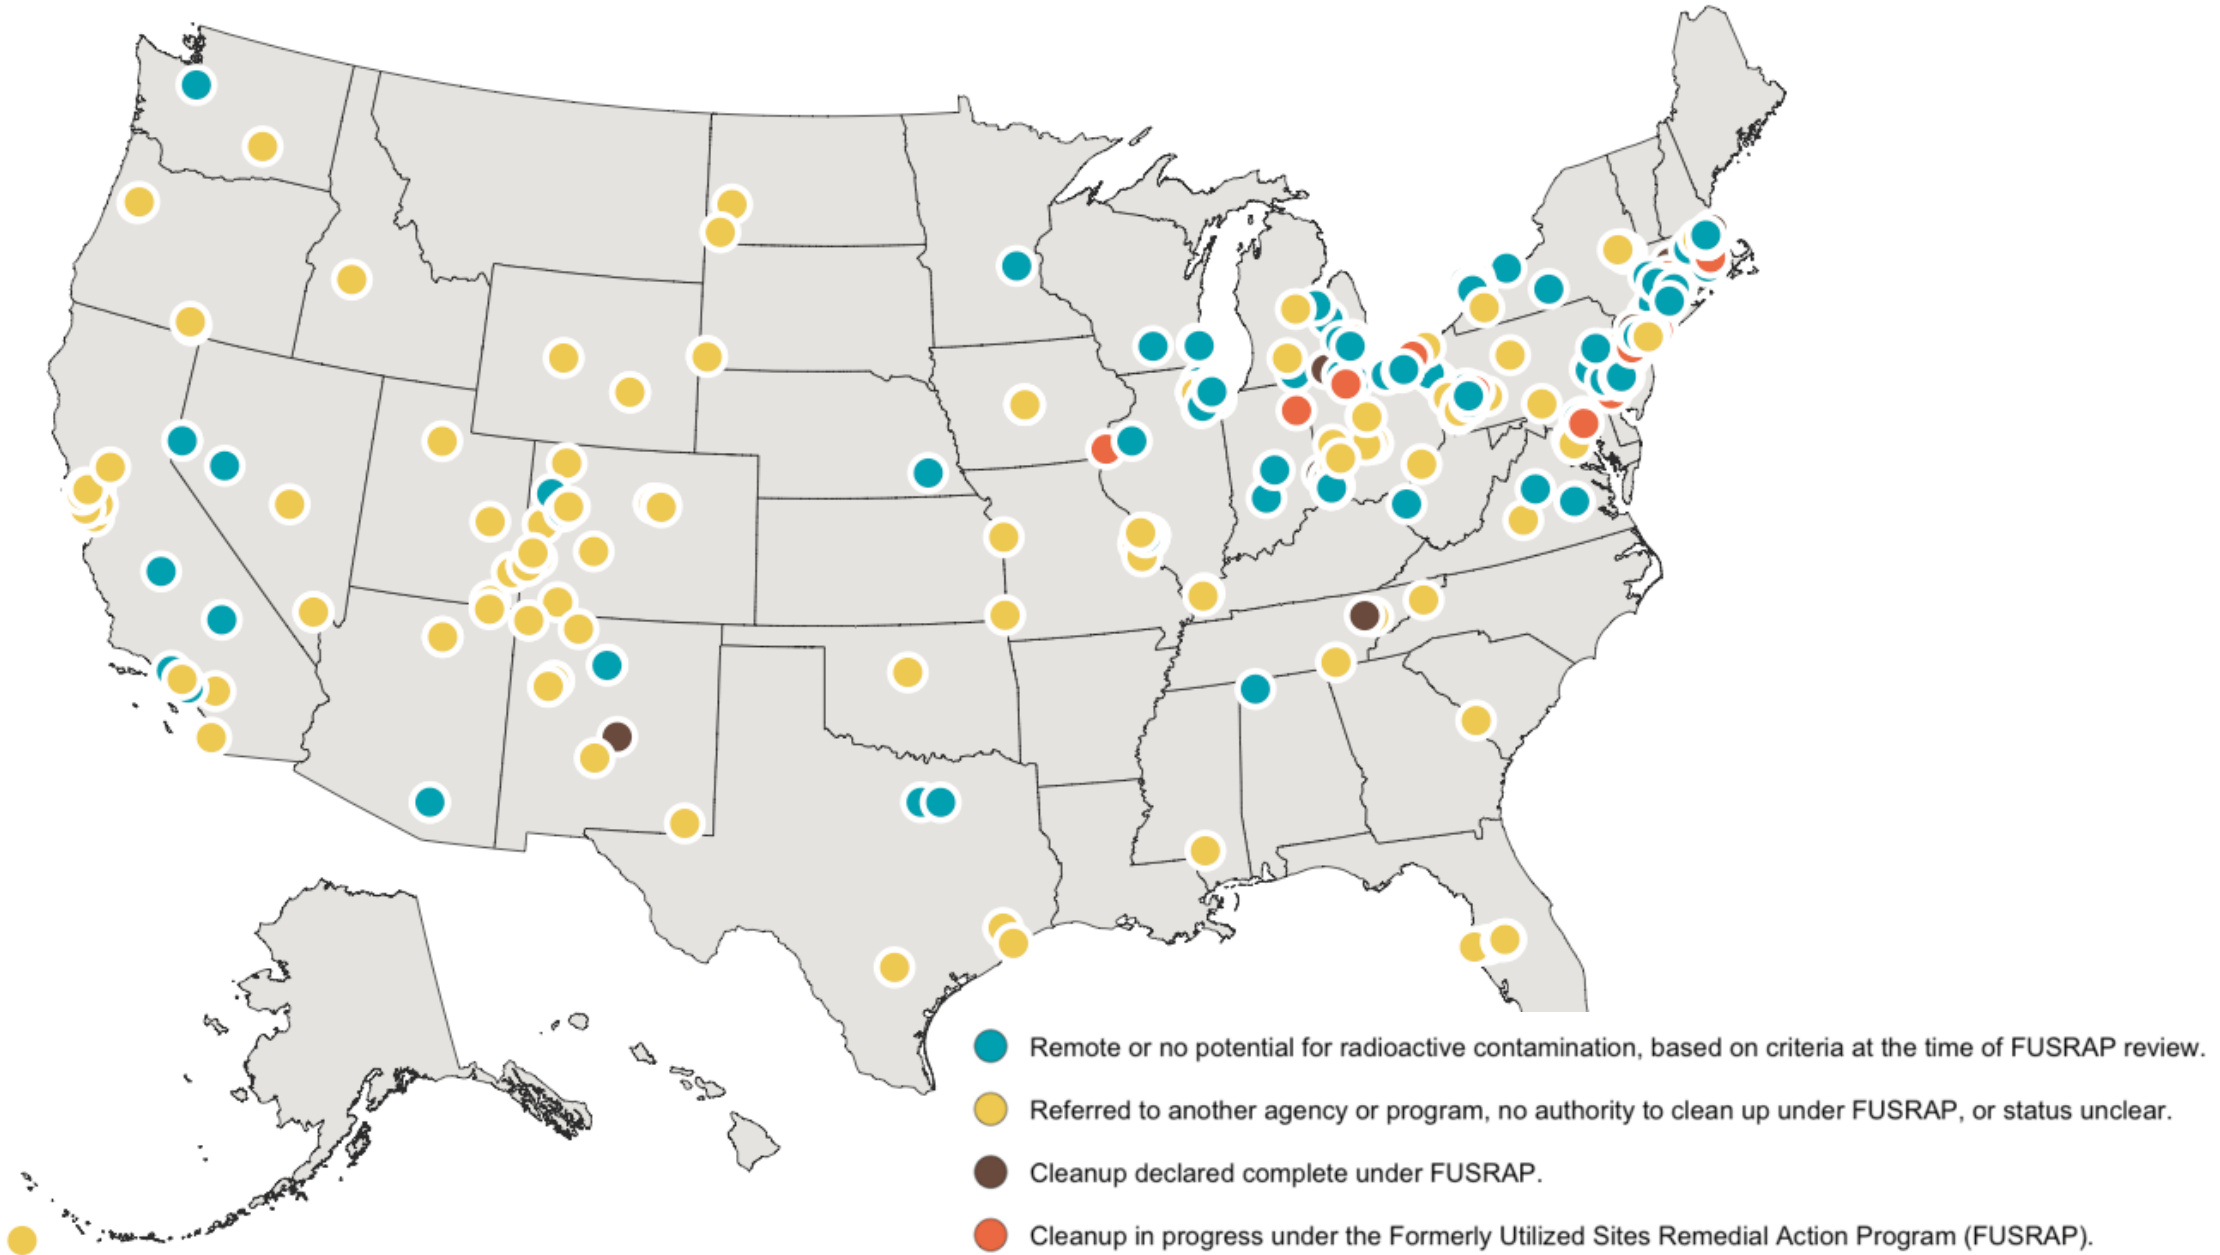 Remote or no potential for radioactive contamination, based on criteria at the time of FUSRAP review.
Referred to another agency or program, no authority to clean up under FUSRAP, or status unclear.
Cleanup declared complete under FUSRAP.
Cleanup in progress under the Formerly Utilized Sites Remedial Action Program (FUSRAP).